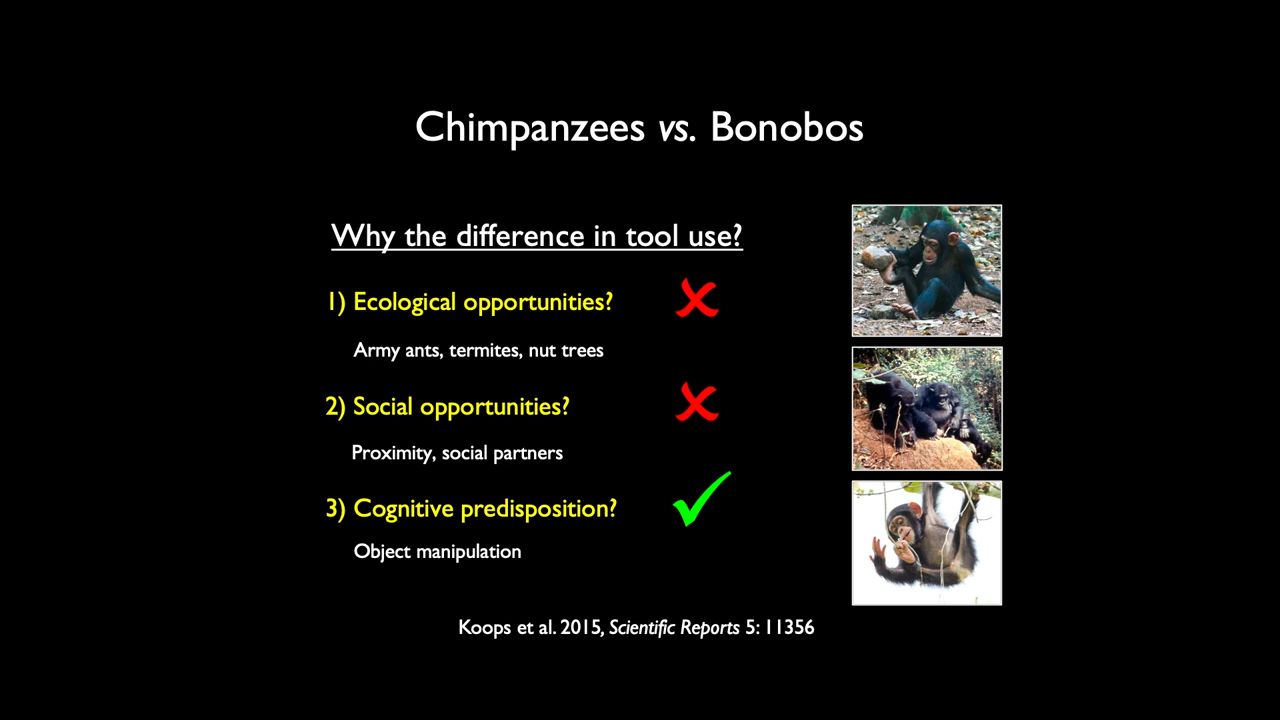 Chimpanzees vs. Bonobos
Why the difference in tool use?
1) Ecological opportunities?
Army ants, termites, nut trees
2) Social opportunities?
Proximity, social partners
3) Cognitive predisposition?
Object manipulation
Koops et al. 2015, Scientific Reports 5: 11356